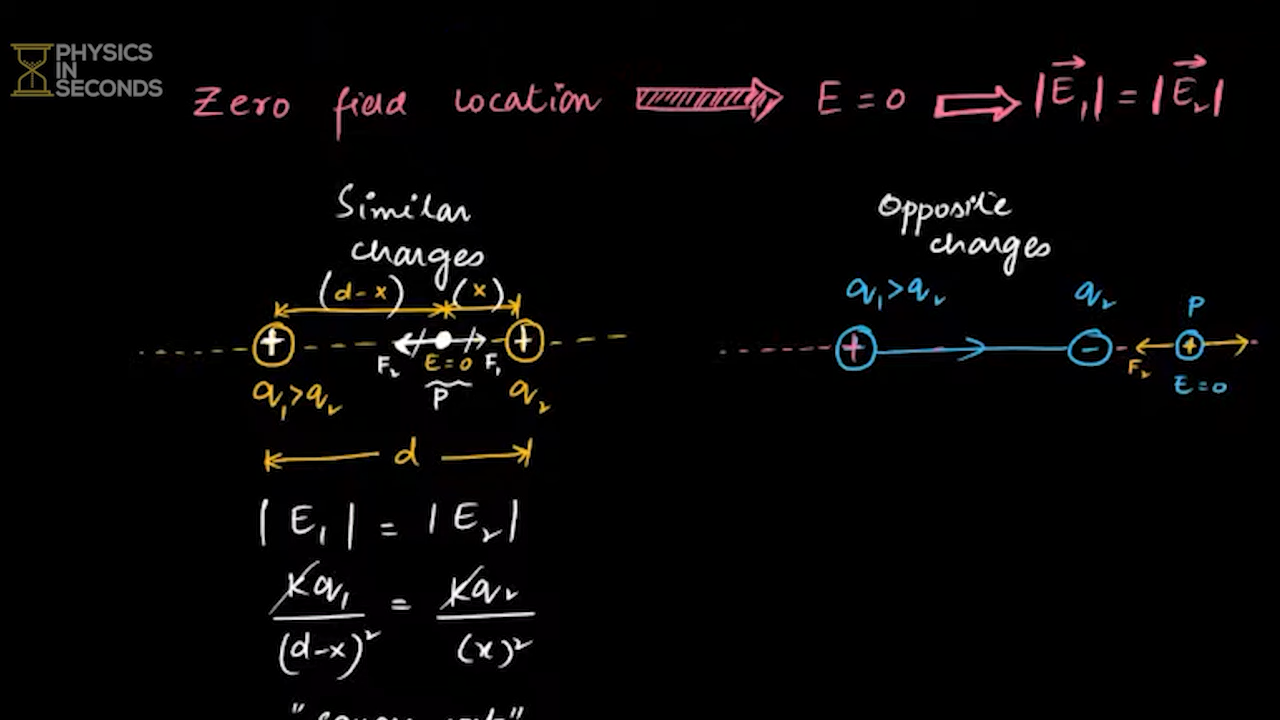 PHYSICS
IN
SECONDS
Zero field Location E = 0 |E₁| = |E₂|
Similar
charges
(d-x) (x)
+ +
F₂ E=0 F₁
P
q₁>q₂ q₂
d
|E₁| = |E₂|
Kq₁ = Kq₂
(d-x)² (x)²
Opposite
charges
q₁>q₂ q₂ P
+ - +
F₂
E=0